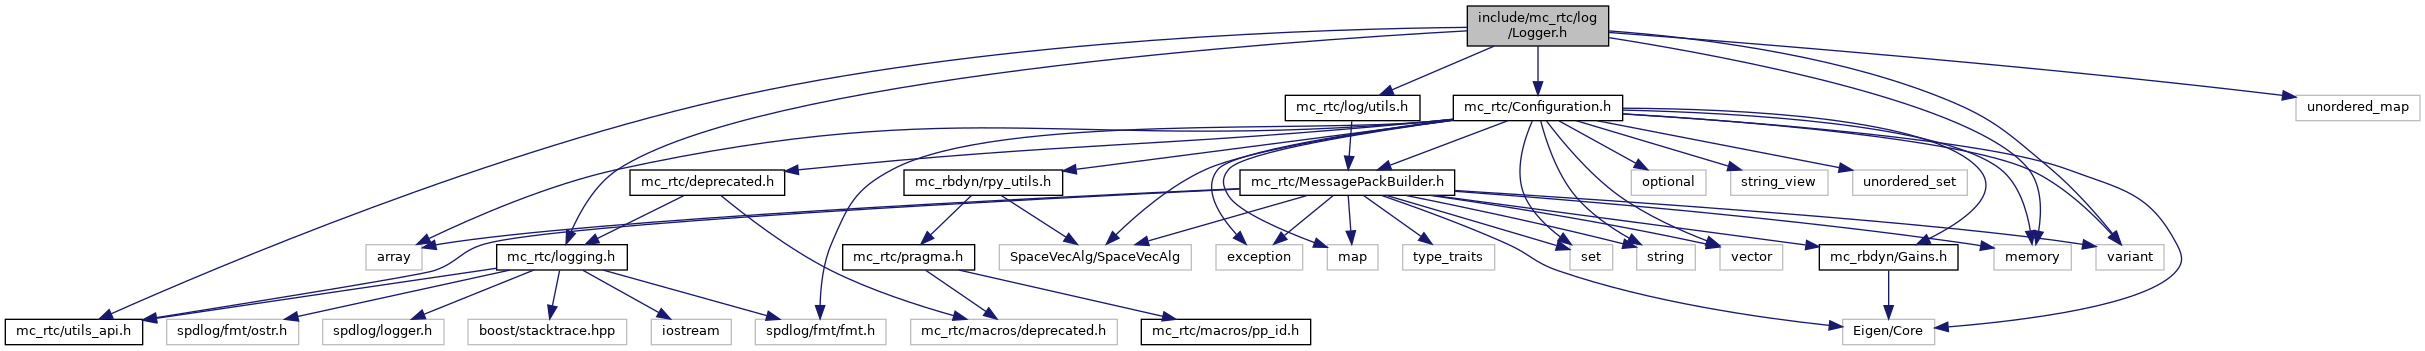 include/mc_rtc/log
/Logger.h
mc_rtc/log/utils.h
mc_rtc/Configuration.h
unordered_map
mc_rtc/deprecated.h
mc_rbdyn/rpy_utils.h
mc_rtc/MessagePackBuilder.h
optional
string_view
unordered_set
array
mc_rtc/logging.h
mc_rtc/pragma.h
SpaceVecAlg/SpaceVecAlg
exception
map
type_traits
set
string
vector
mc_rbdyn/Gains.h
memory
variant
mc_rtc/utils_api.h
spdlog/fmt/ostr.h
spdlog/logger.h
boost/stacktrace.hpp
iostream
spdlog/fmt/fmt.h
mc_rtc/macros/deprecated.h
mc_rtc/macros/pp_id.h
Eigen/Core